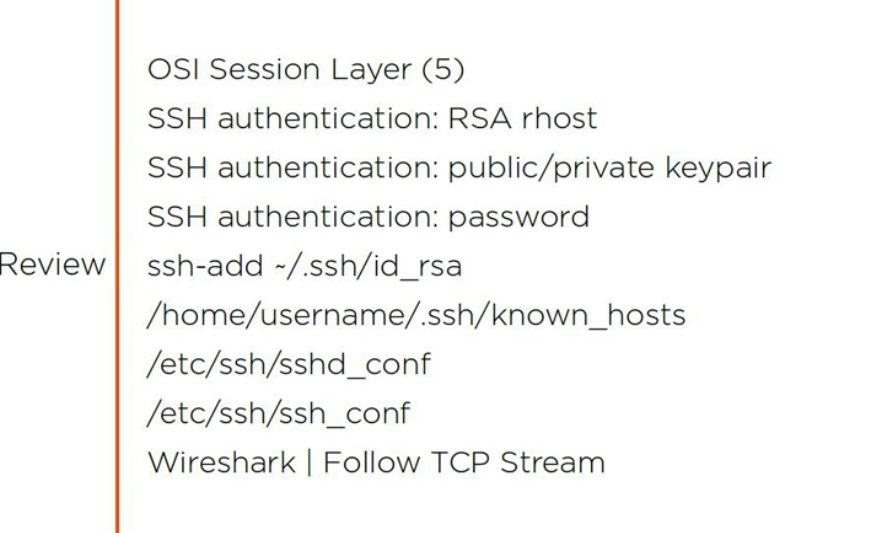 Review
OSI Session Layer (5)
SSH authentication: RSA rhost
SSH authentication: public/private keypair
SSH authentication: password
ssh-add ~/.ssh/id_rsa
/home/username/.ssh/known_hosts
/etc/ssh/sshd_conf
/etc/ssh/ssh_conf
Wireshark | Follow TCP Stream